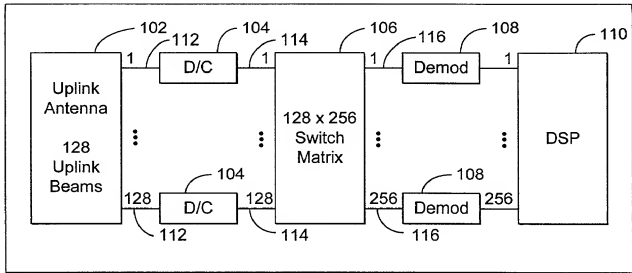 102 104 106 108 110
112 114 116
1 D/C 1 1 Demod 1
Uplink
Antenna
128
Uplink
Beams
128 x 256
Switch
Matrix
DSP
104 108
128 D/C 128 256 Demod 256
112 114 116